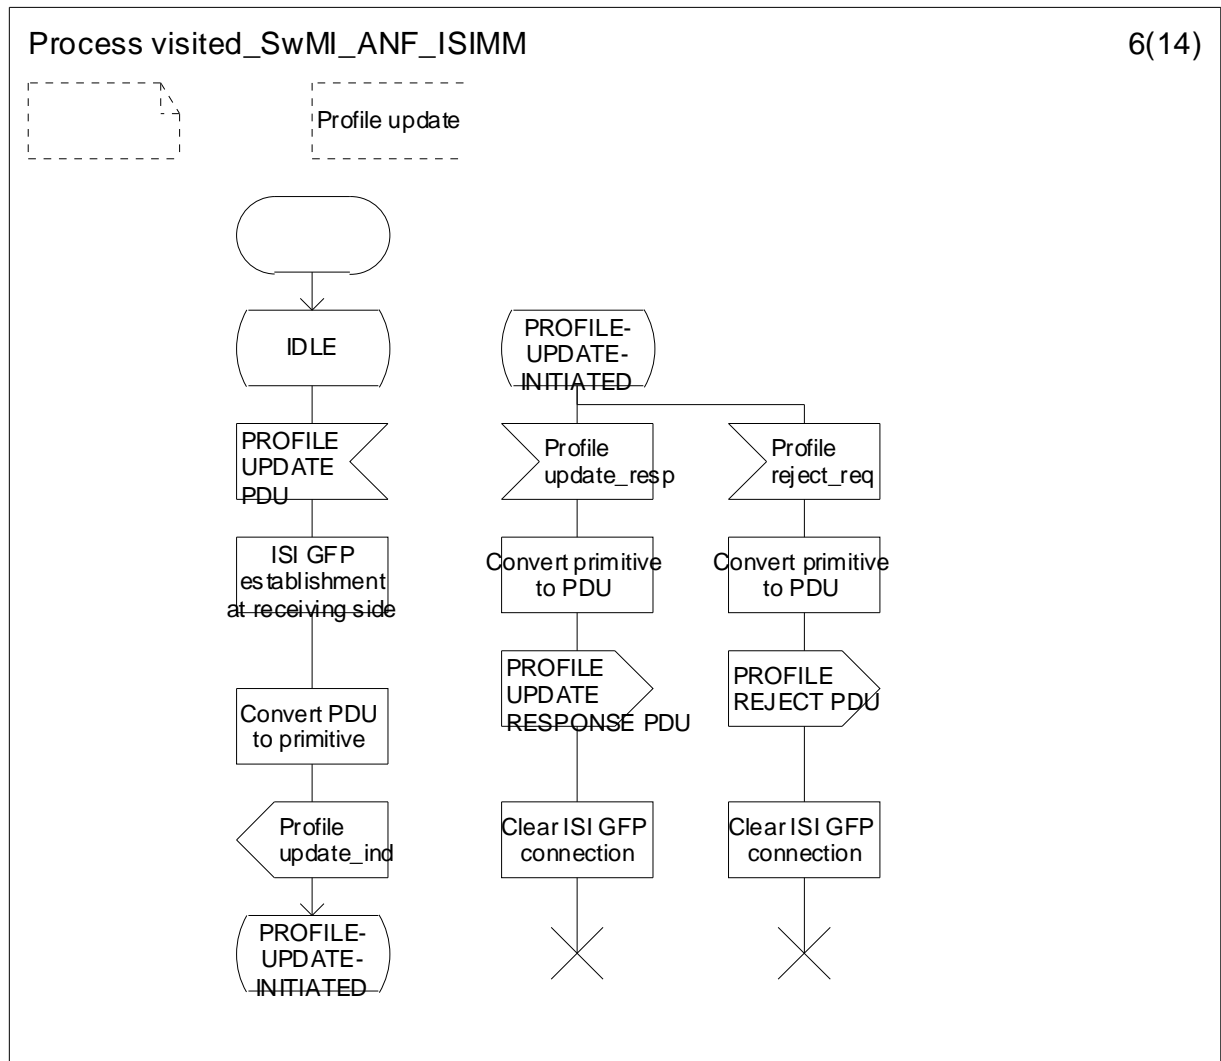 Process visited_SwMI_ANF_ISIMM
6(14)
Profile update
IDLE
PROFILE
UPDATE
PDU
ISI GFP
establishment
at receiving side
Convert PDU
to primitive
Profile
update_ind
PROFILE-
UPDATE-
INITIATED
PROFILE-
UPDATE-
INITIATED
Profile
update_resp
Convert primitive
to PDU
PROFILE
UPDATE
RESPONSE PDU
Clear ISI GFP
connection
Profile
reject_req
Convert primitive
to PDU
PROFILE
REJECT PDU
Clear ISI GFP
connection